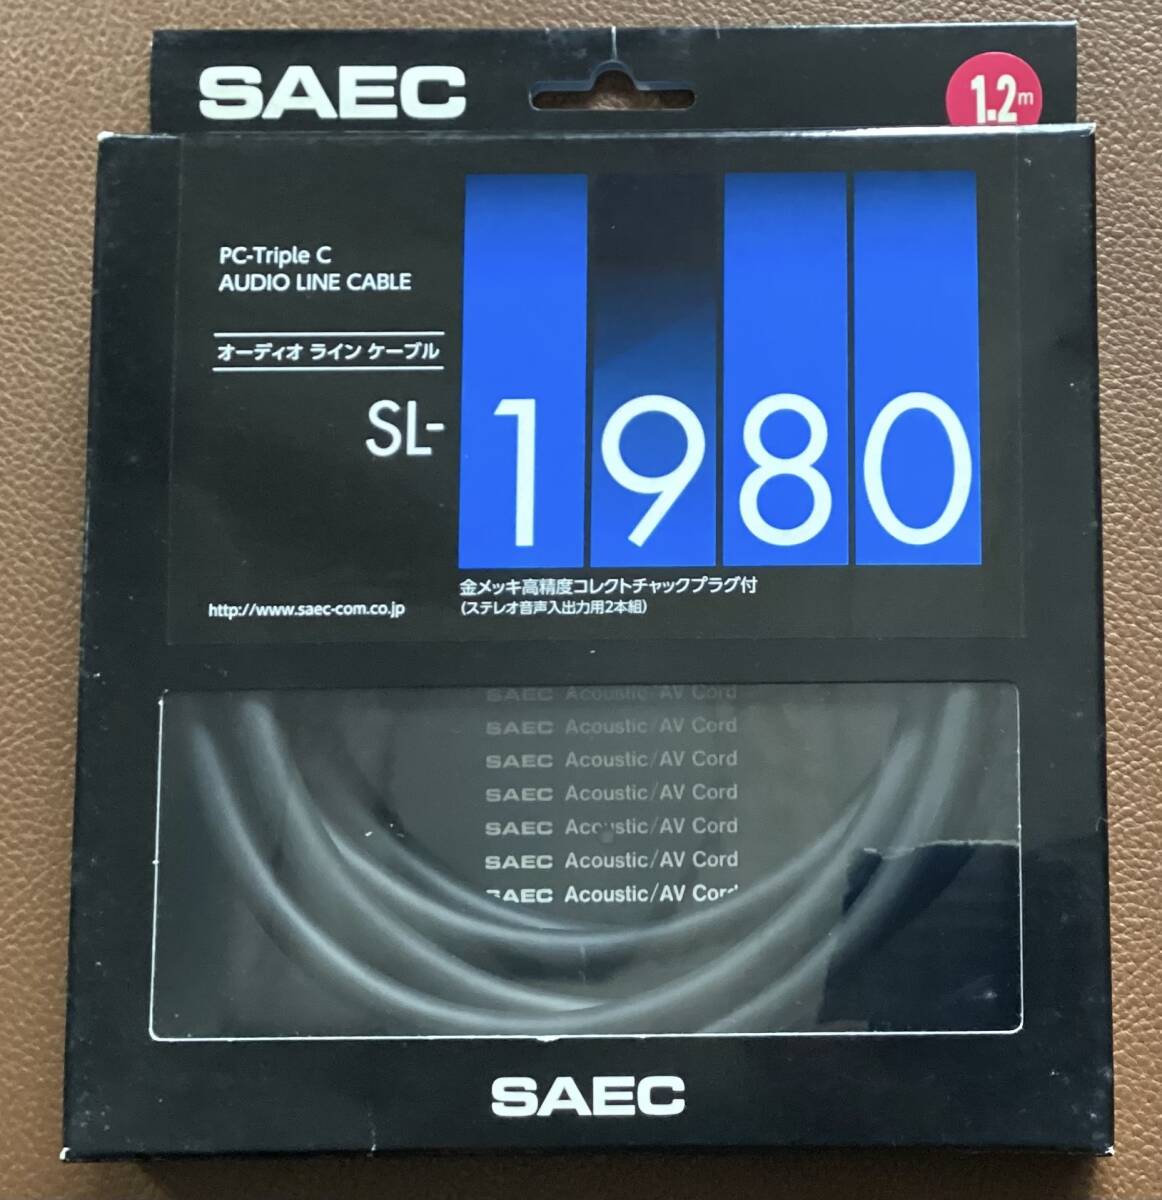 SAEC
1.2m
PC-Triple C
AUDIO LINE CABLE
オーディオ ライン ケーブル
SL-1980
金メッキ高精度コレクトチャックプラグ付
(ステレオ音声入出力用2本組)
http://www.saec-com.co.jp
SAEC Acoustic/AV Cord
SAEC Acoustic/AV Cord
SAEC Acoustic/AV Cord
SAEC Acoustic/AV Cord
SAEC Acoustic/AV Cord
SAEC Acoustic/AV Cord
SAEC Acoustic/AV Cord
SAEC